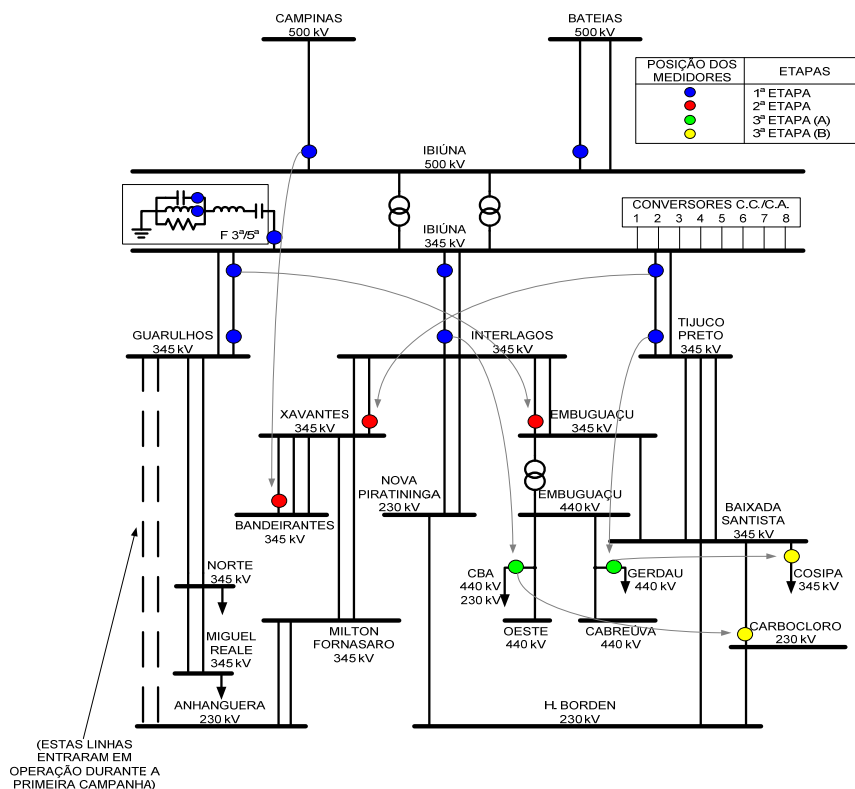 CAMPINAS
500 kV
BATEIAS
500 kV
POSIÇÃO DOS
MEDIDORES
ETAPAS
1ª ETAPA
2ª ETAPA
3ª ETAPA (A)
3ª ETAPA (B)
IBIÚNA
500 kV
F 3ª/5ª
IBIÚNA
345 kV
CONVERSORES C.C./C.A.
1 2 3 4 5 6 7 8
GUARULHOS
345 kV
INTERLAGOS
345 kV
TIJUCO
PRETO
345 kV
XAVANTES
345 kV
EMBUGUAÇU
345 kV
NOVA
PIRATININGA
230 kV
EMBUGUAÇU
440 kV
BANDEIRANTES
345 kV
BAIXADA
SANTISTA
345 kV
NORTE
345 kV
CBA
440 kV
230 kV
GERDAU
440 kV
COSIPA
345 kV
MIGUEL
REALE
345 kV
MILTON
FORNASARO
345 kV
OESTE
440 kV
CABREÚVA
440 kV
CARBOCLORO
230 kV
ANHANGUERA
230 kV
H. BORDEN
230 kV
(ESTAS LINHAS
ENTRARAM EM
OPERAÇÃO DURANTE A
PRIMEIRA CAMPANHA)